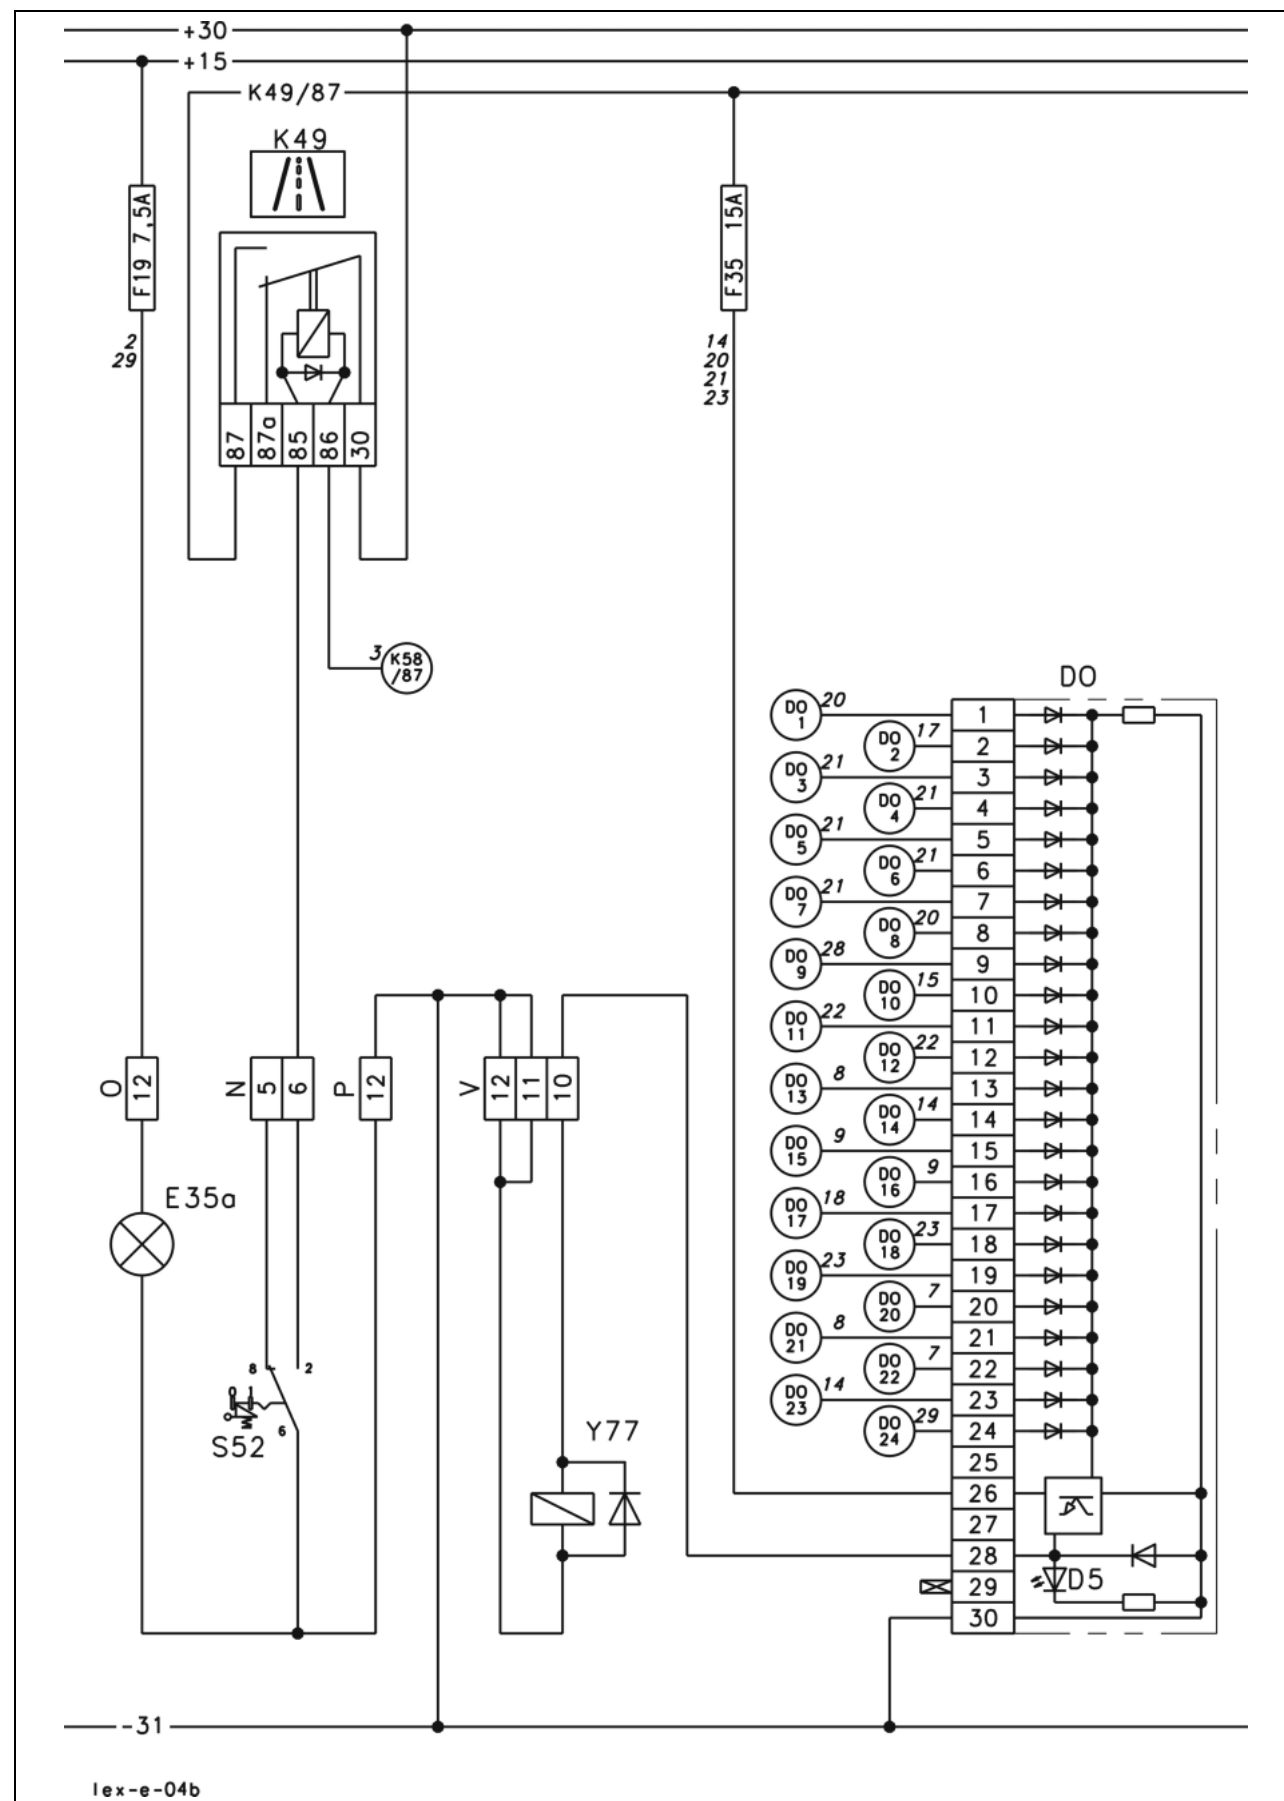 +30
+15
K49/87
K49
F19 7,5A
F35 15A
2
29
14
20
21
23
87
87a
85
86
30
3
K58
/87
DO
DO
1
20
1
DO
2
17
2
DO
3
21
3
DO
4
21
4
DO
5
21
5
DO
6
21
6
DO
7
21
7
DO
8
20
8
DO
9
28
9
DO
10
15
10
DO
11
22
11
DO
12
22
12
DO
13
8
13
DO
14
14
14
DO
15
9
15
DO
16
9
16
DO
17
18
17
DO
18
23
18
DO
19
23
19
DO
20
7
20
DO
21
8
21
DO
22
7
22
DO
23
14
23
DO
24
29
24
25
26
27
28
29
30
D5
O
12
N
5
6
P
12
V
12
11
10
E35a
8
2
0 1
6
S52
Y77
-31
lex-e-04b